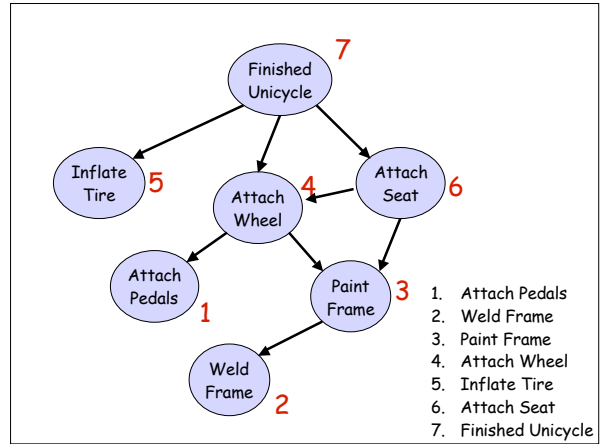 7
Finished
Unicycle
Inflate
Tire
5
4
Attach
Wheel
Attach
Seat
6
Attach
Pedals
1
Paint
Frame
3
Weld
Frame
2
1. Attach Pedals
2. Weld Frame
3. Paint Frame
4. Attach Wheel
5. Inflate Tire
6. Attach Seat
7. Finished Unicycle